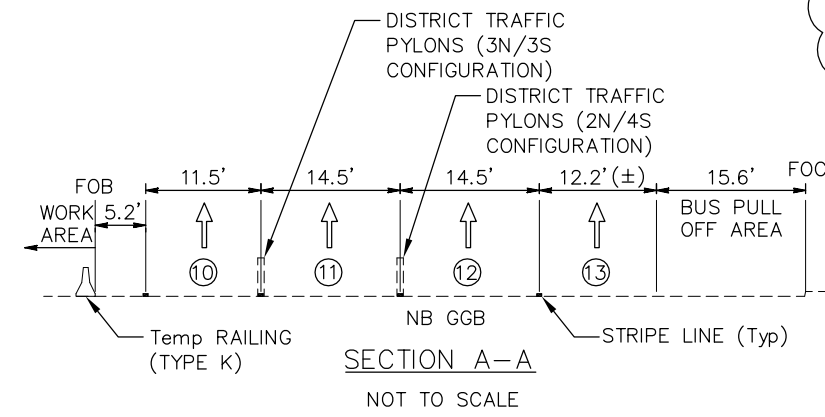 DISTRICT TRAFFIC
PYLONS (3N/3S
CONFIGURATION)
DISTRICT TRAFFIC
PYLONS (2N/4S
CONFIGURATION)
FOB
11.5'
14.5'
14.5'
12.2'(±)
15.6'
WORK
AREA
5.2'
BUS PULL
OFF AREA
10
11
12
13
NB GGB
Temp RAILING
(TYPE K)
STRIPE LINE (Typ)
SECTION A-A
NOT TO SCALE